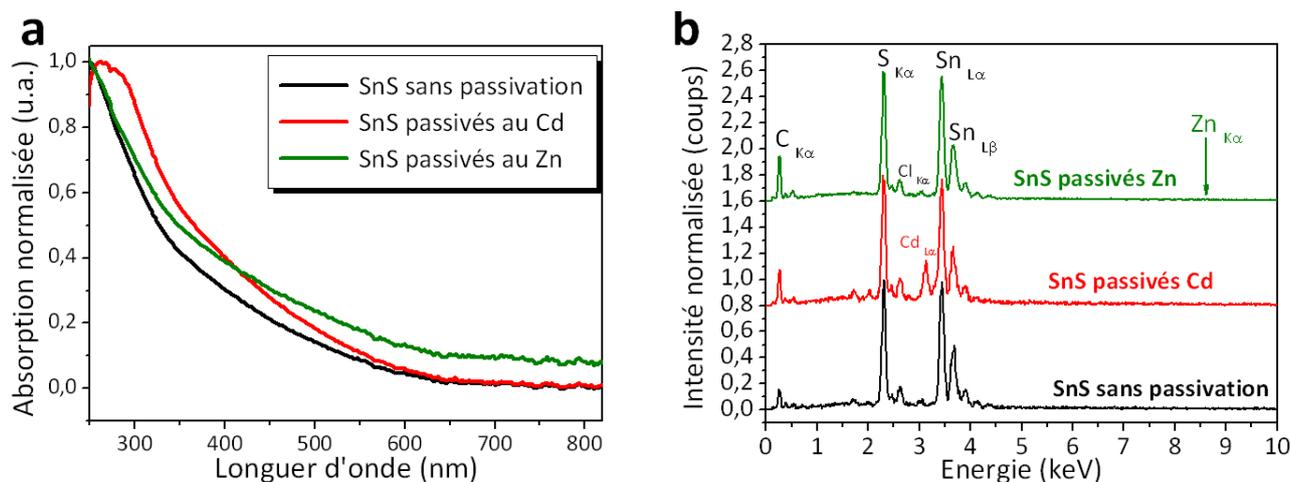 a
Absorption normalisée (u.a.)
1,0
0,8
0,6
0,4
0,2
0,0
SnS sans passivation
SnS passivés au Cd
SnS passivés au Zn
300 400 500 600 700 800
Longuer d'onde (nm)
b
Intensité normalisée (coups)
2,8
2,6
2,4
2,2
2,0
1,8
1,6
1,2
1,0
0,8
0,6
0,4
0,2
0,0
C Kα
S Kα
Sn Lα
Sn Lβ
Cl Kα
Zn Kα
SnS passivés Zn
Cd Lα
SnS passivés Cd
SnS sans passivation
0 1 2 3 4 5 6 7 8 9 10
Energie (keV)